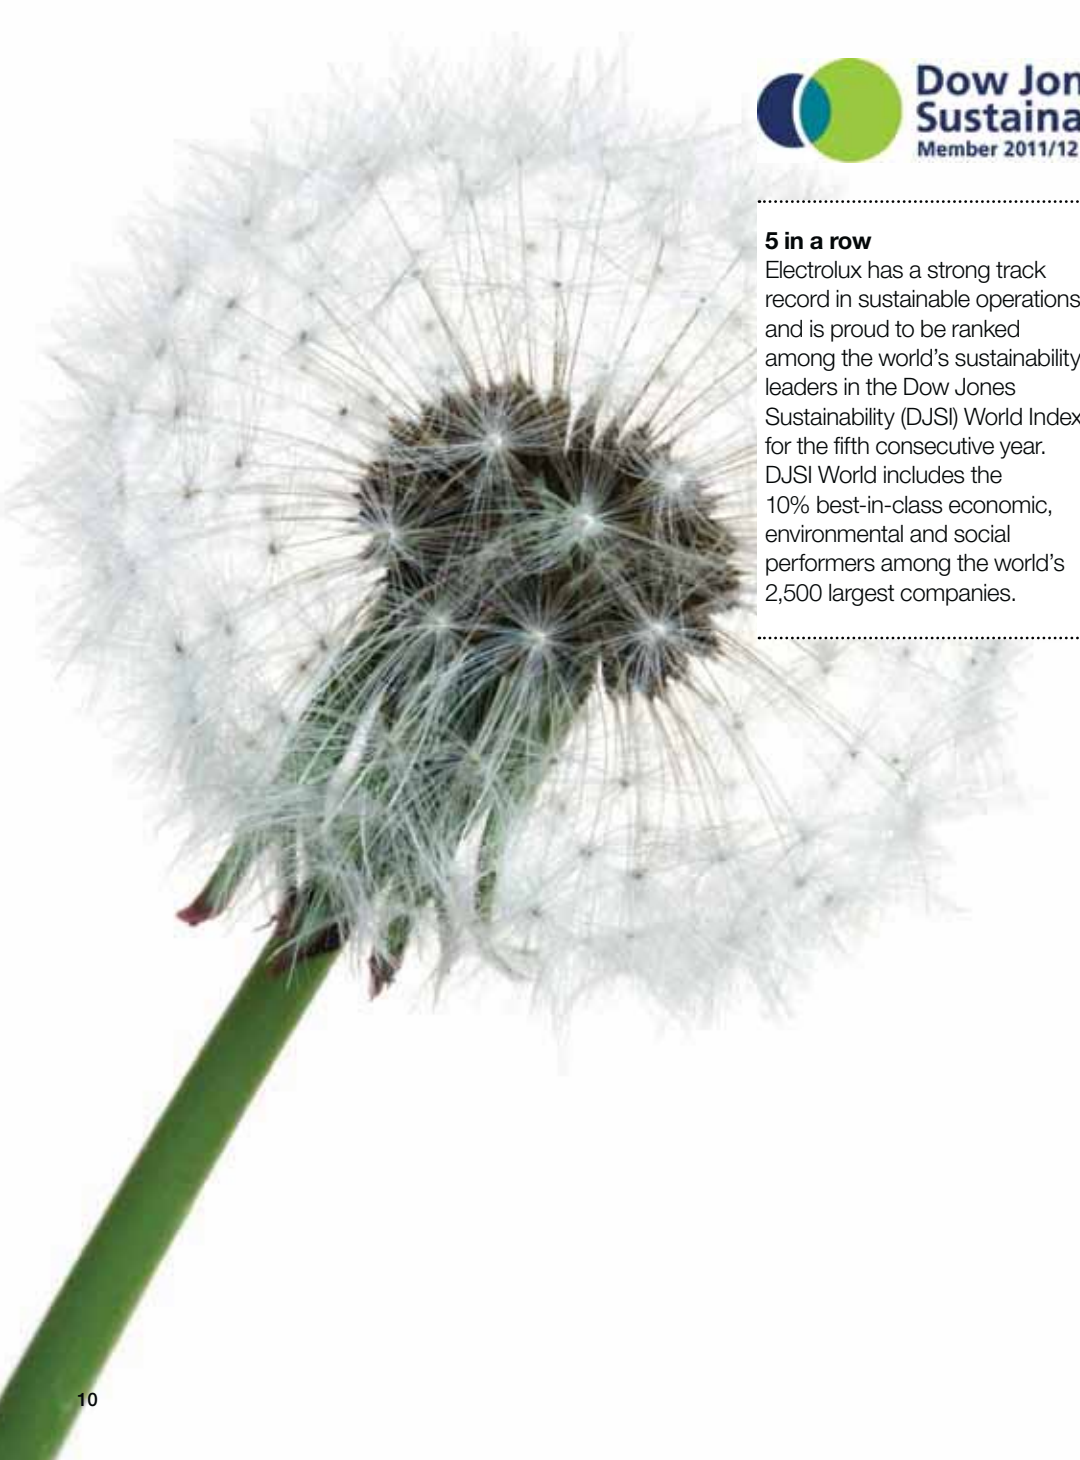 Dow Jon
Sustaina
Member 2011/12
5 in a row
Electrolux has a strong track
record in sustainable operations
and is proud to be ranked
among the world’s sustainability
leaders in the Dow Jones
Sustainability (DJSI) World Index
for the fifth consecutive year.
DJSI World includes the
10% best-in-class economic,
environmental and social
performers among the world’s
2,500 largest companies.
10